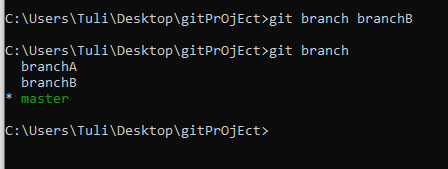 C:\Users\Tuli\Desktop\gitPrOjEct>git branch branchB
C:\Users\Tuli\Desktop\gitPrOjEct>git branch
  branchA
  branchB
* master
C:\Users\Tuli\Desktop\gitPrOjEct>